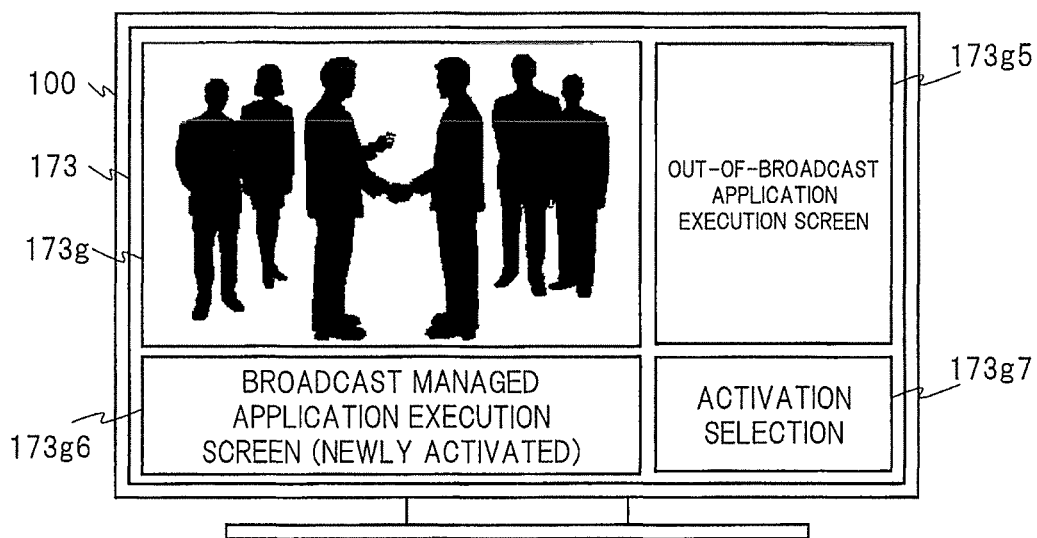 100
173
173g
173g6
OUT-OF-BROADCAST
APPLICATION
EXECUTION SCREEN
173g5
BROADCAST MANAGED
APPLICATION EXECUTION
SCREEN (NEWLY ACTIVATED)
ACTIVATION
SELECTION
173g7